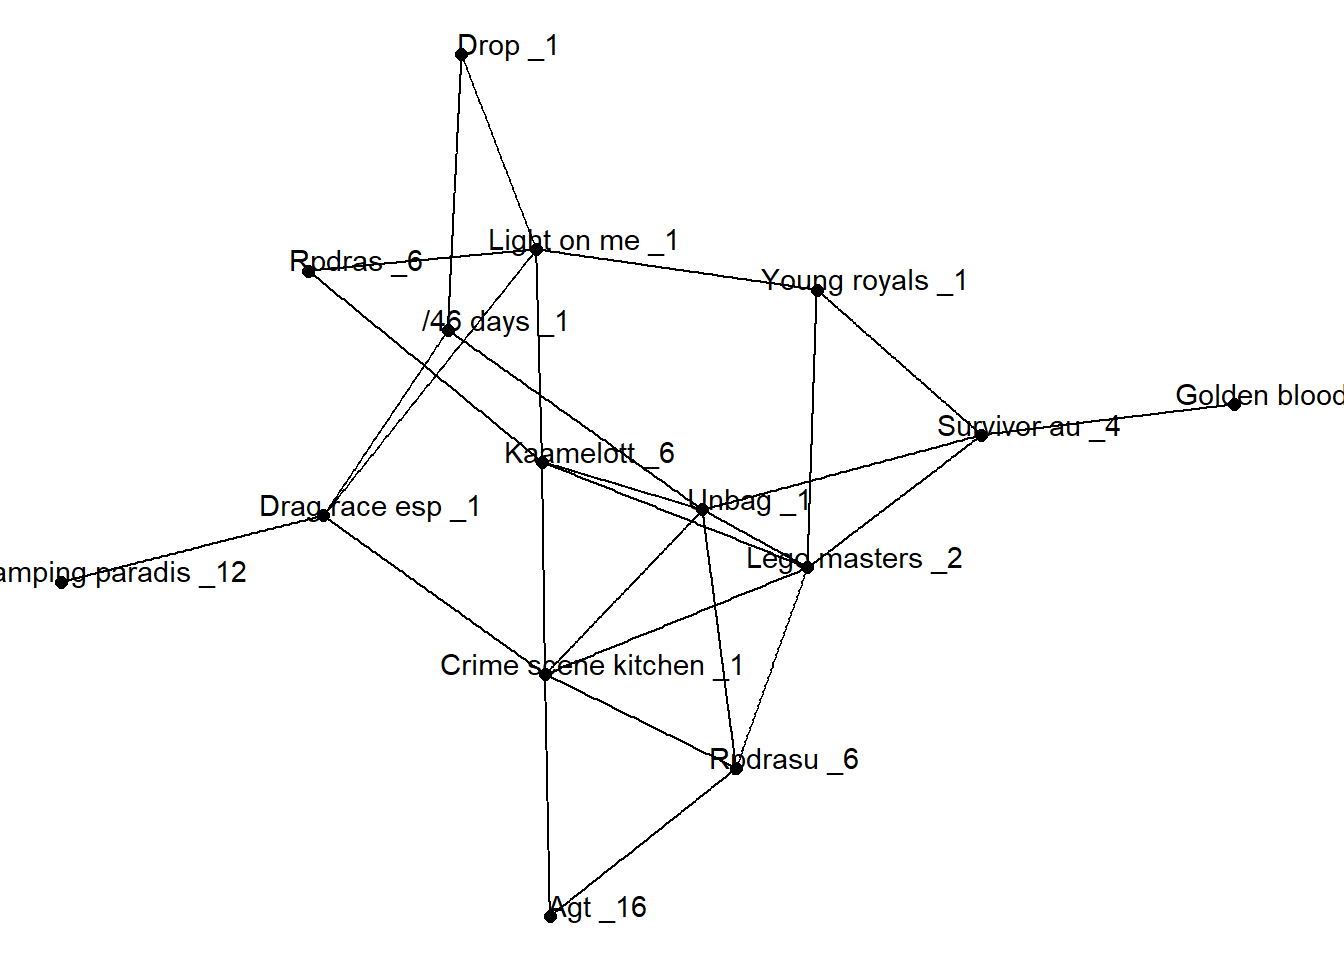 Drop _1
Light on me _1
Rpdras _6
Young royals _1
/46 days _1
Golden blood
Survivor au _4
Kaamelott _6
Unbag _1
Drag race esp _1
Lego masters _2
amping paradis _12
Crime scene kitchen _1
Rpdrasu _6
Agt _16